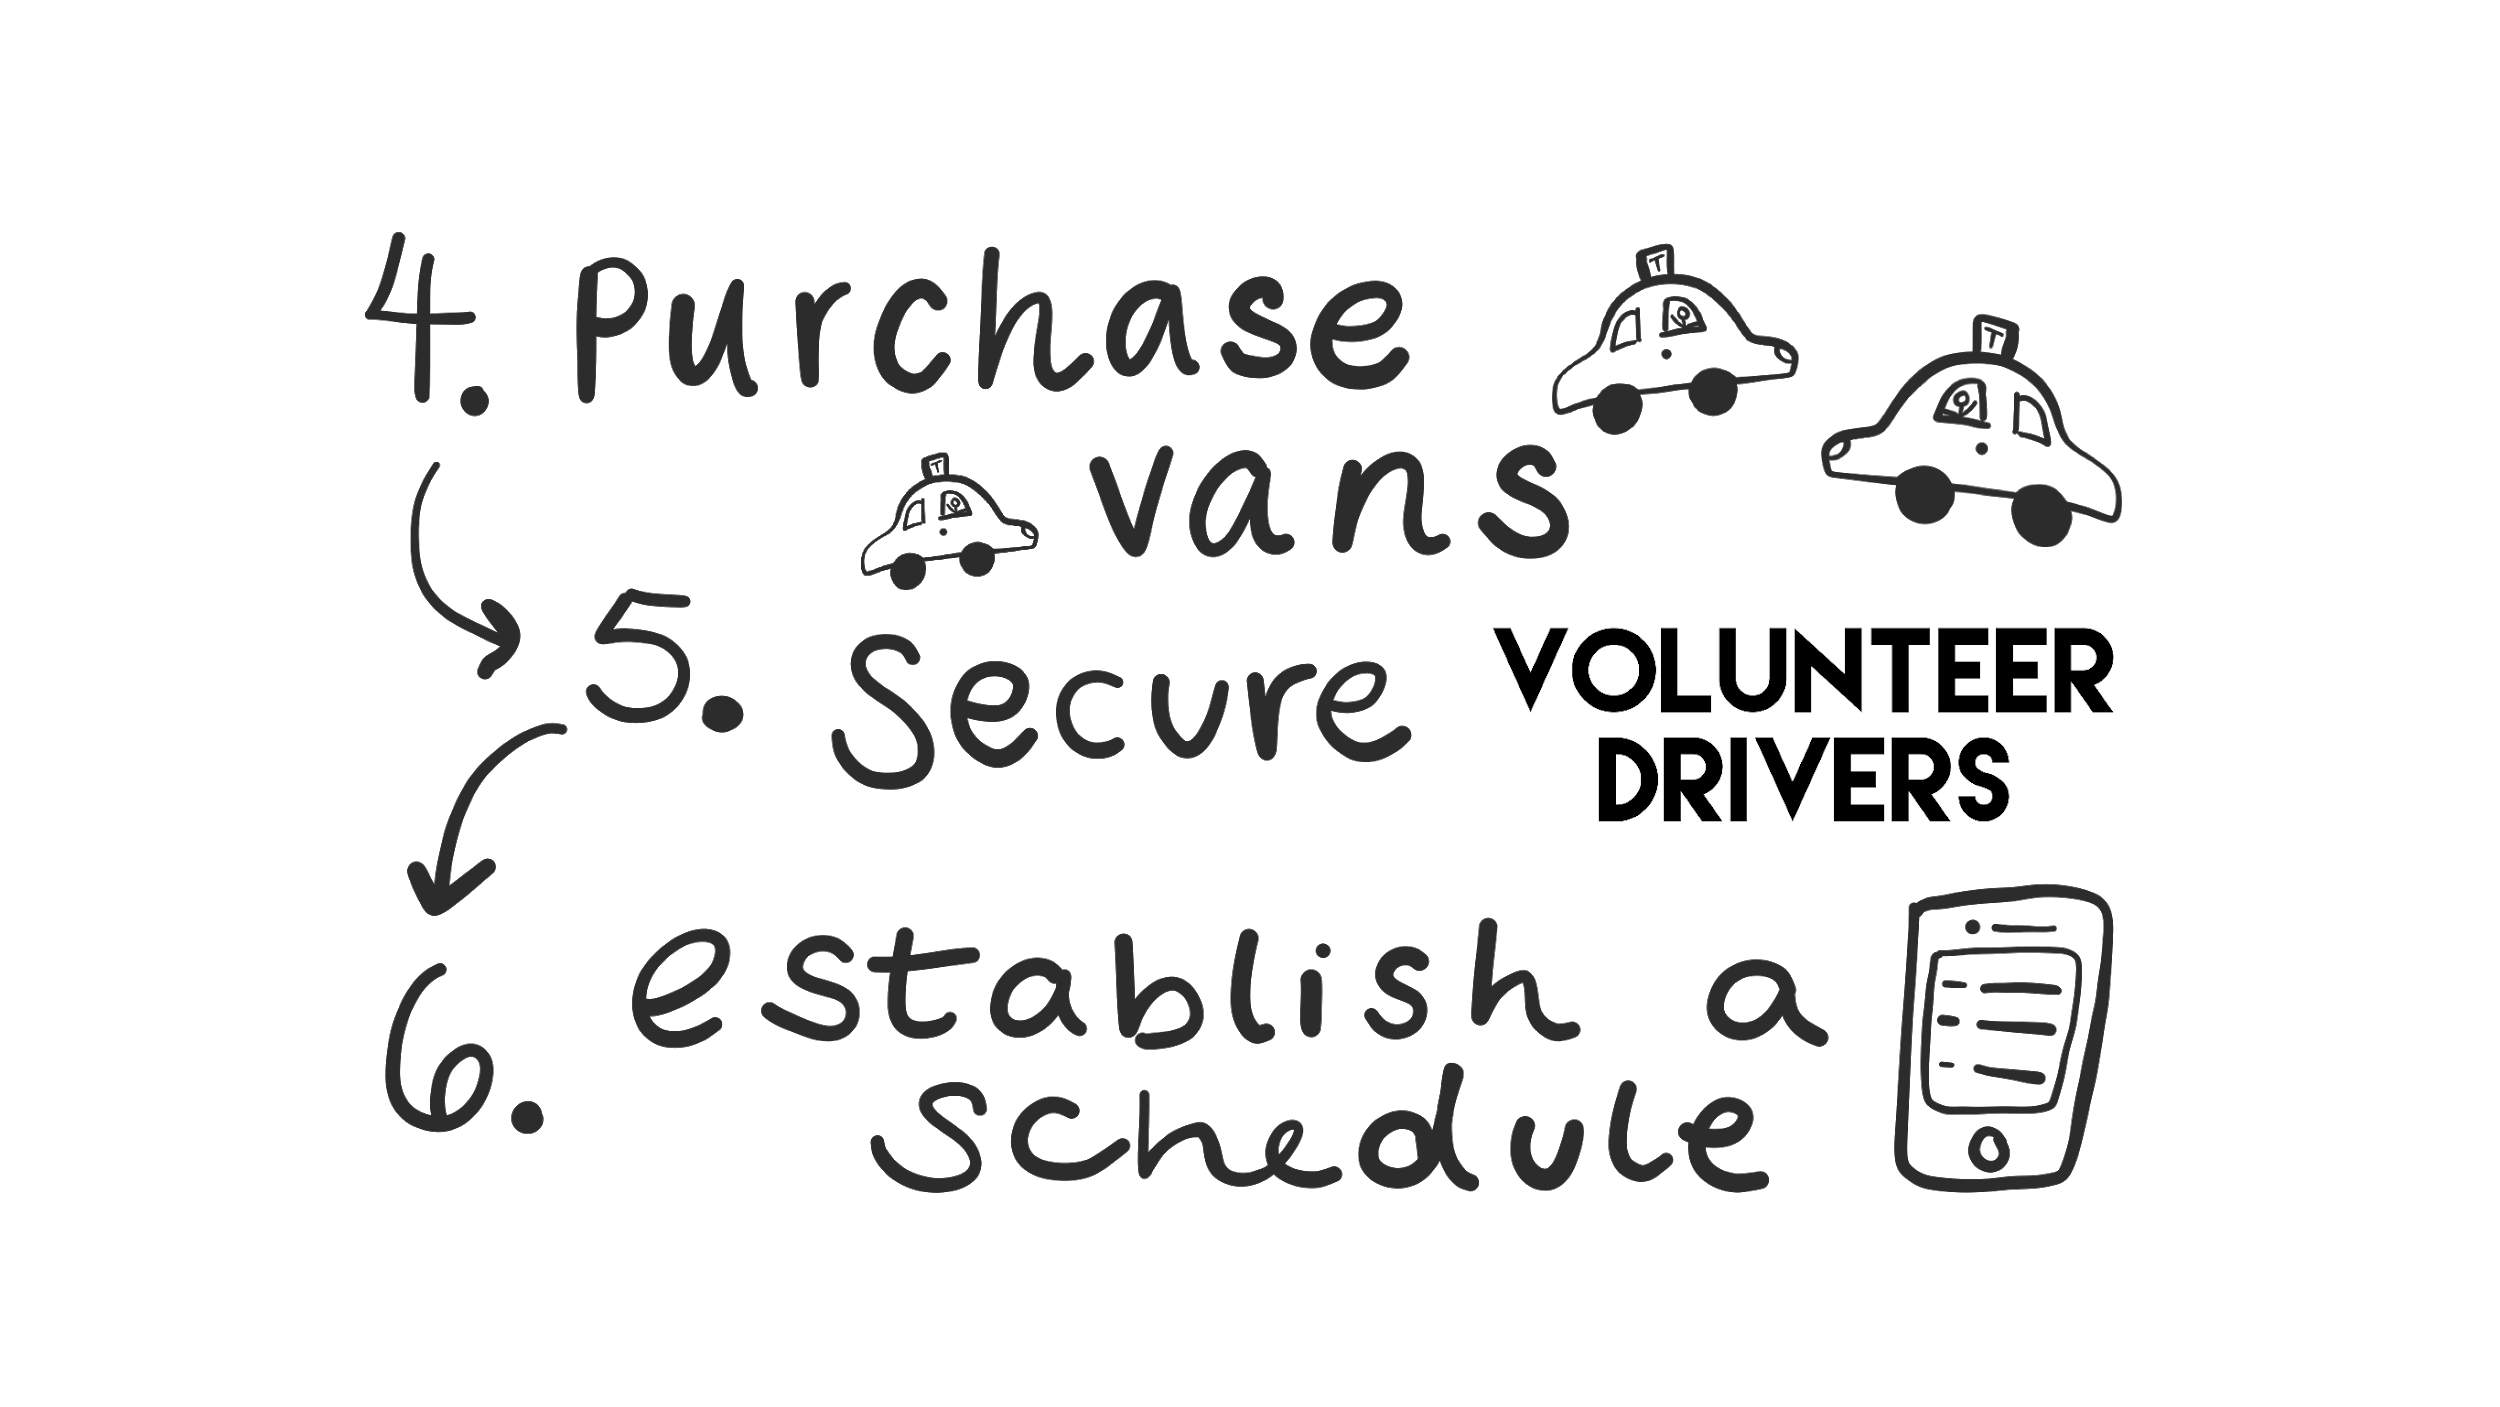 4. Purchase
vans
5. Secure VOLUNTEER
DRIVERS
6. establish a
schedule
T
T
T